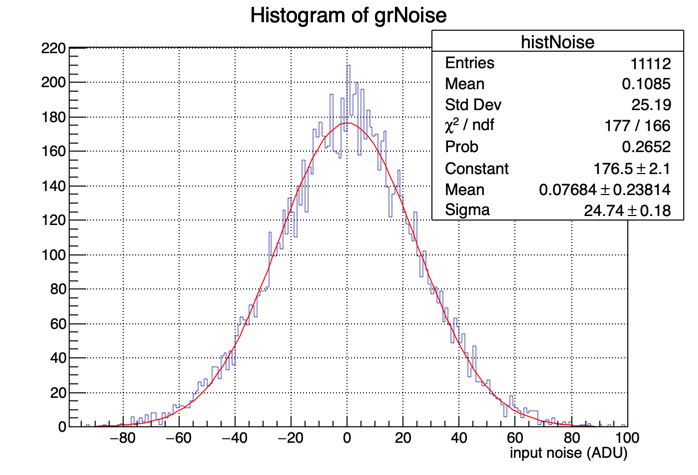 Histogram of grNoise
histNoise
Entries 11112
Mean 0.1085
Std Dev 25.19
χ² / ndf 177 / 166
Prob 0.2652
Constant 176.5 ± 2.1
Mean 0.07684 ± 0.23814
Sigma 24.74 ± 0.18
220
200
180
160
140
120
100
80
60
40
20
0
−80 −60 −40 −20 0 20 40 60 80 100
input noise (ADU)